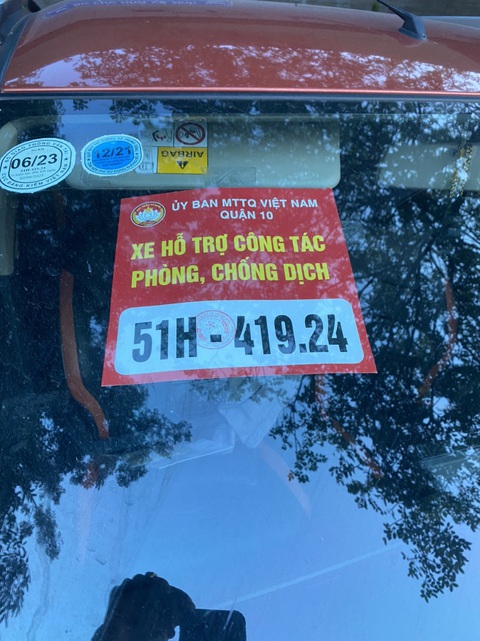 06/23
12/21
AIRBAG
ỦY BAN MTTQ VIỆT NAM
QUẬN 10
XE HỖ TRỢ CÔNG TÁC
PHÒNG, CHỐNG DỊCH
51H - 419.24